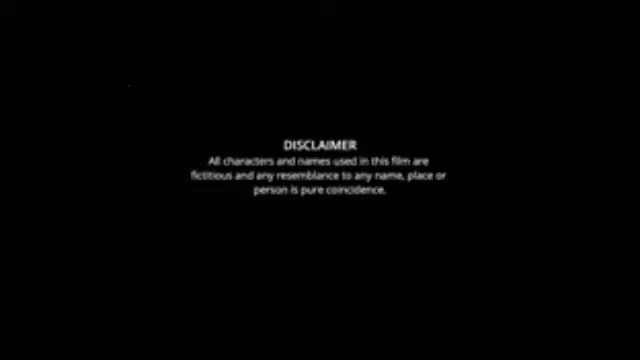 DISCLAIMER
All characters and names used in this film are
fictitious and any resemblance to any name, place or
person is pure coincidence.